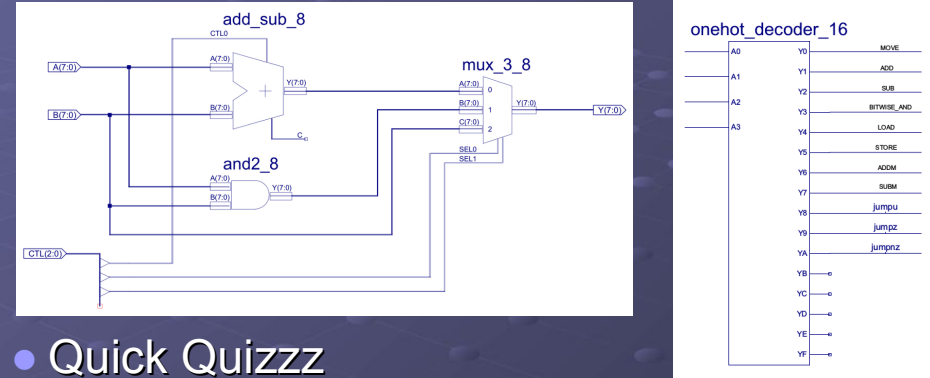 add_sub_8
CTL0
A(7:0)
A(7:0)
Y(7:0)
B(7:0)
B(7:0)
C
mux_3_8
A(7:0) 0
B(7:0) 1
C(7:0) 2
Y(7:0)
Y(7:0)
SEL0
SEL1
and2_8
A(7:0)
B(7:0)
Y(7:0)
CTL(2:0)
Quick Quizzz
onehot_decoder_16
A0 Y0 MOVE
A1 Y1 ADD
Y2 SUB
A2 Y3 BITWISE_AND
A3 Y4 LOAD
Y5 STORE
Y6 ADDM
Y7 SUBM
Y8 jumpu
Y9 jumpz
YA jumpnz
YB
YC
YD
YE
YF